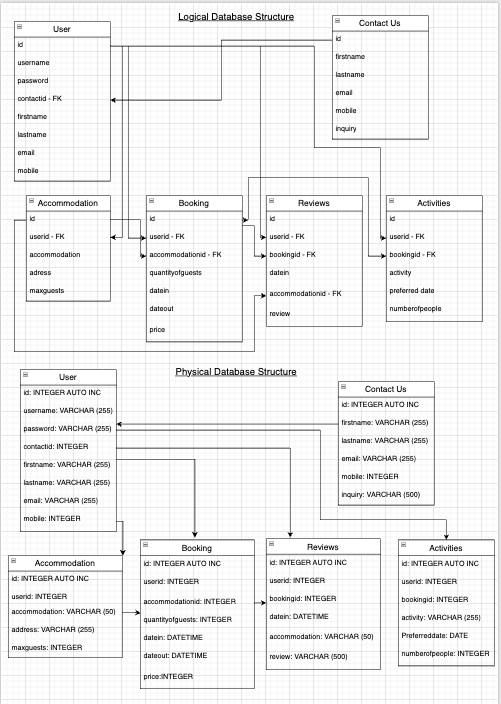 Logical Database Structure
User
id
username
password
contactid - FK
firstname
lastname
email
mobile
Contact Us
id
firstname
lastname
email
mobile
inquiry
Accommodation
id
userid - FK
accommodation
adress
maxguests
Booking
id
userid - FK
accommodationid - FK
quantityofguests
datein
dateout
price
Reviews
id
userid - FK
bookingid - FK
datein
accommodationid - FK
review
Activities
id
userid - FK
bookingid - FK
activity
preferred date
numberofpeople
Physical Database Structure
User
id: INTEGER AUTO INC
username: VARCHAR (255)
password: VARCHAR (255)
contactid: INTEGER
firstname: VARCHAR (255)
lastname: VARCHAR (255)
email: VARCHAR (255)
mobile: INTEGER
Contact Us
id: INTEGER AUTO INC
firstname: VARCHAR (255)
lastname: VARCHAR (255)
email: VARCHAR (255)
mobile: INTEGER
inquiry: VARCHAR (500)
Accommodation
id: INTEGER AUTO INC
userid: INTEGER
accommodation: VARCHAR (50)
address: VARCHAR (255)
maxguests: INTEGER
Booking
id: INTEGER AUTO INC
userid: INTEGER
accommodationid: INTEGER
quantityofguests: INTEGER
datein: DATETIME
dateout: DATETIME
price:INTEGER
Reviews
id: INTEGER AUTO INC
userid: INTEGER
bookingid: INTEGER
datein: DATETIME
accommodation: VARCHAR (50)
review: VARCHAR (500)
Activities
id: INTEGER AUTO INC
userid: INTEGER
bookingid: INTEGER
activity: VARCHAR (255)
Preferreddate: DATE
numberofpeople: INTEGER